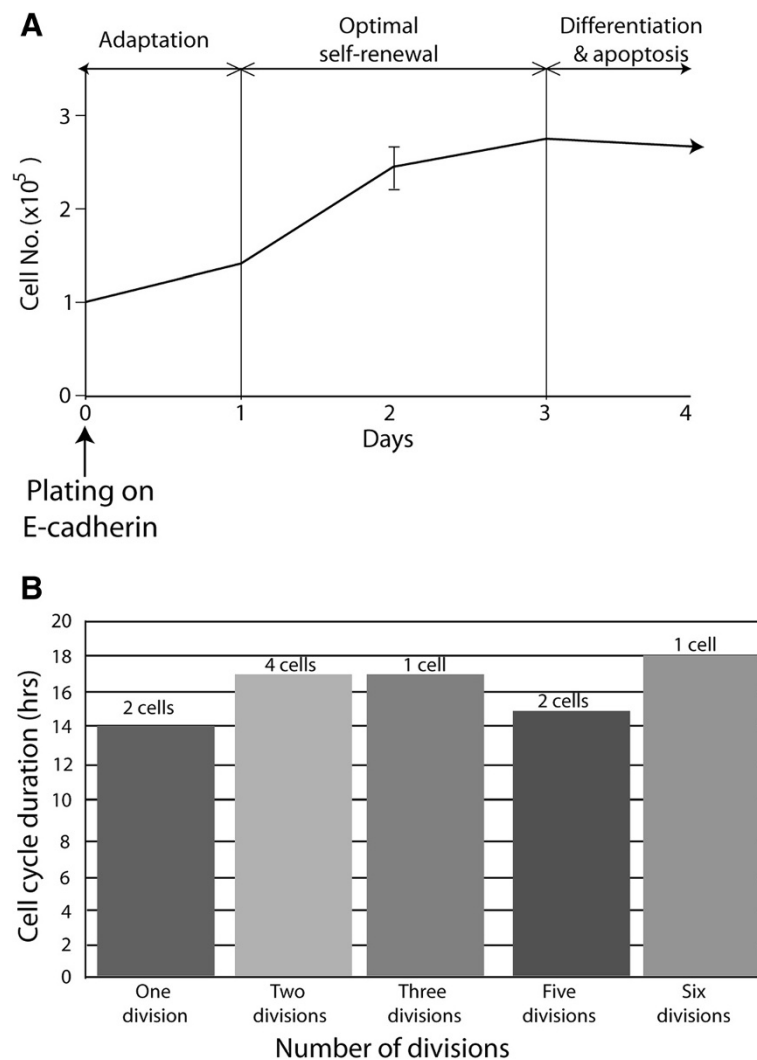 A
Adaptation
Optimal
self-renewal
Differentiation
& apoptosis
Cell No. (x10⁵)
3
2
1
0
0 1 2 3 4
Days
Plating on
E-cadherin
B
Cell cycle duration (hrs)
20
18
16
14
12
10
8
6
4
2
0
2 cells
4 cells
1 cell
2 cells
1 cell
One
division
Two
divisions
Three
divisions
Five
divisions
Six
divisions
Number of divisions